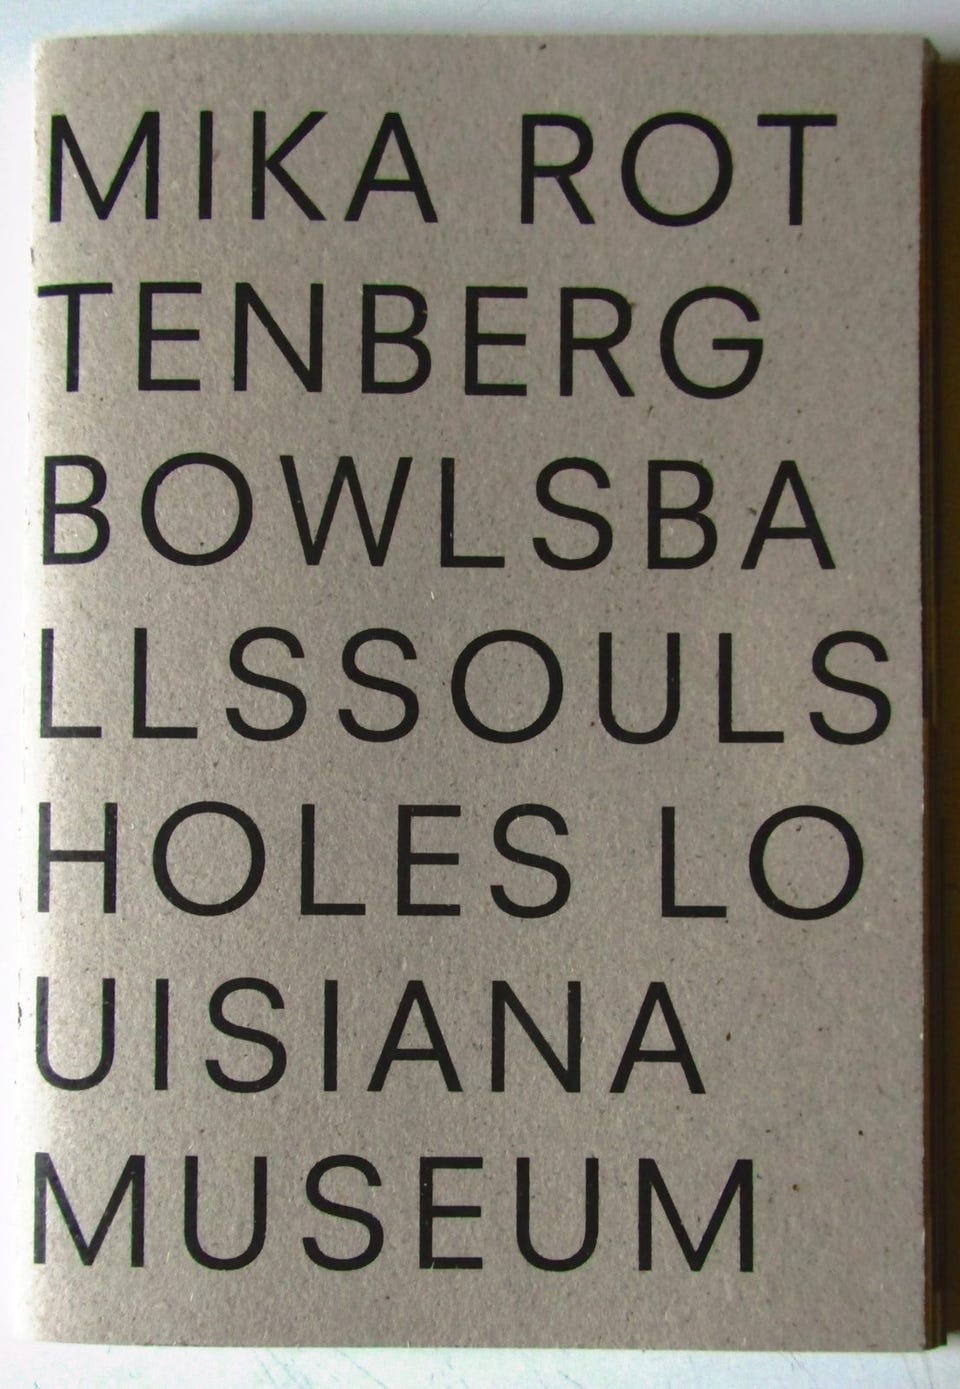 MIKA ROT
TENBERG
BOWLSBA
LLSSOULS
HOLES LO
UISIANA
MUSEUM